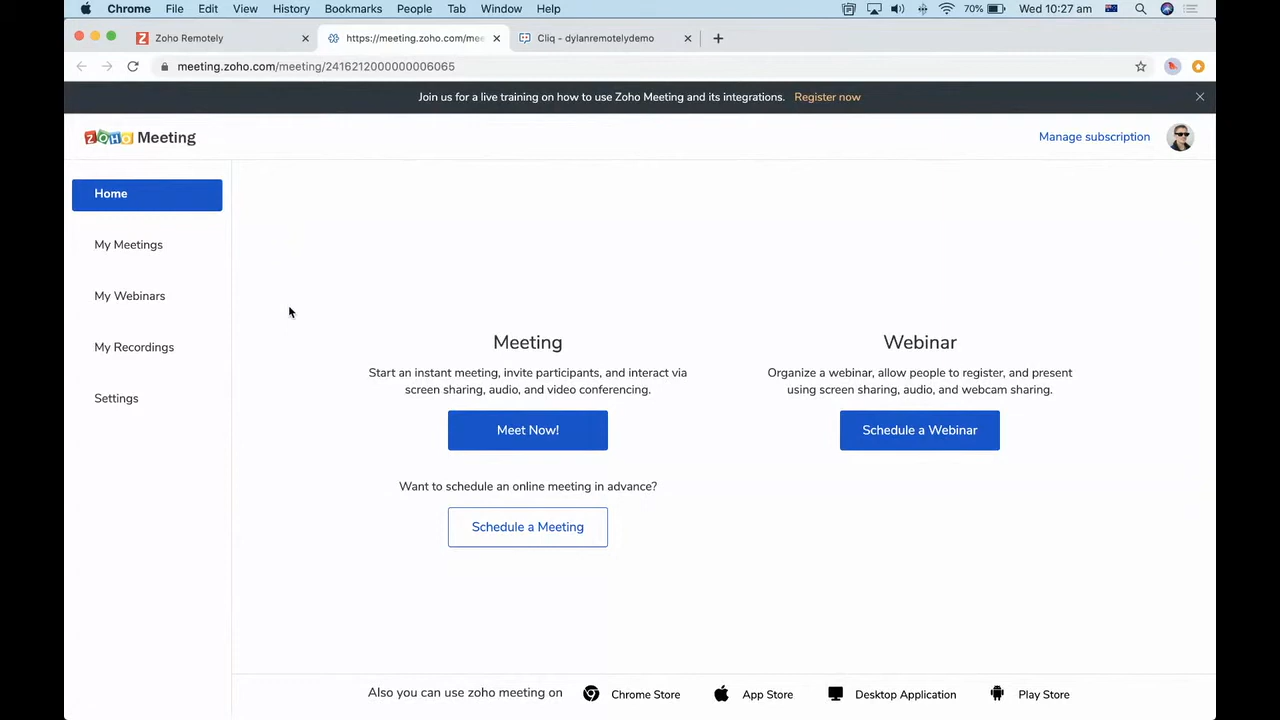 Chrome File Edit View History Bookmarks People Tab Window Help 70% Wed 10:27 am
Zoho Remotely https://meeting.zoho.com/mee Cliq - dylanremotelydemo
meeting.zoho.com/meeting/2416212000000006065
Join us for a live training on how to use Zoho Meeting and its integrations. Register now
ZOHO Meeting Manage subscription
Home
My Meetings
My Webinars
My Recordings
Settings
Meeting
Start an instant meeting, invite participants, and interact via
screen sharing, audio, and video conferencing.
Meet Now!
Want to schedule an online meeting in advance?
Schedule a Meeting
Webinar
Organize a webinar, allow people to register, and present
using screen sharing, audio, and webcam sharing.
Schedule a Webinar
Also you can use zoho meeting on Chrome Store App Store Desktop Application Play Store